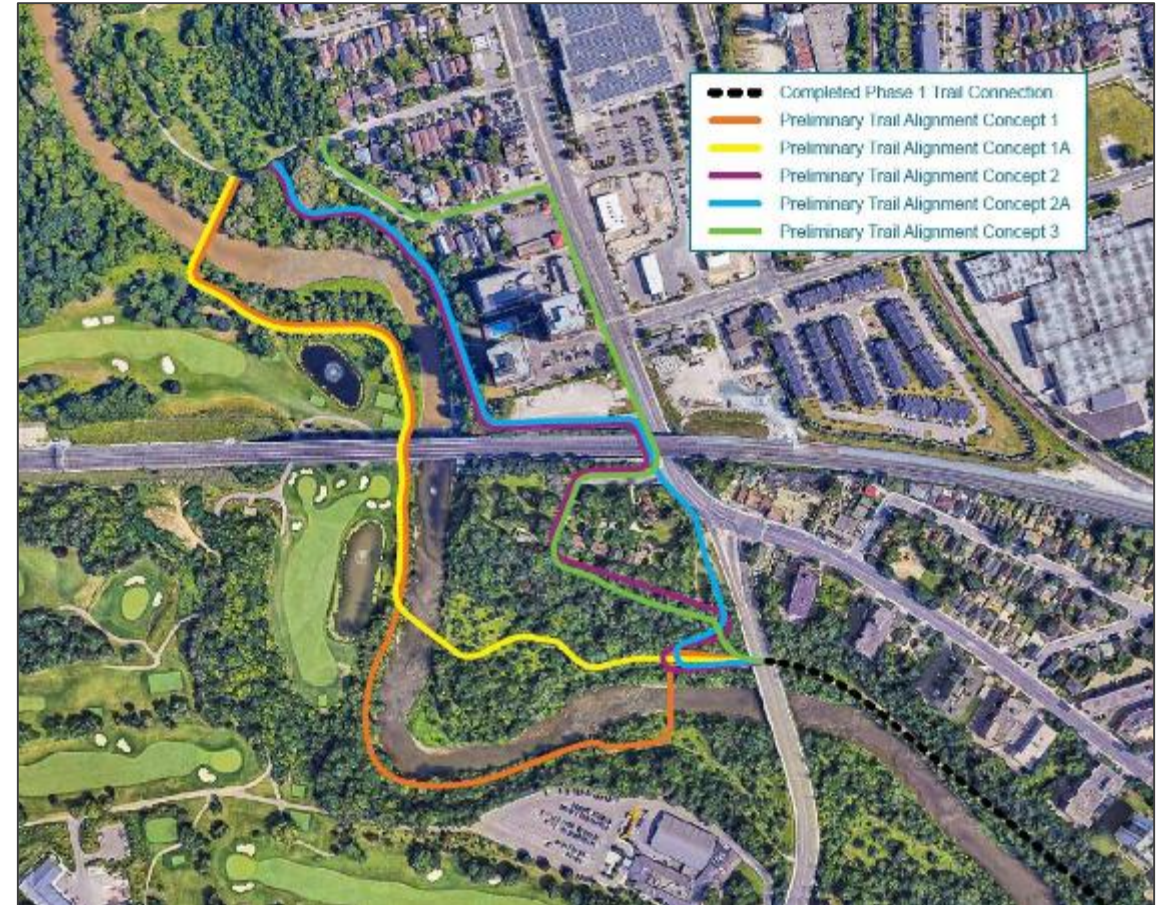 Completed Phase 1 Trail Connection
Preliminary Trail Alignment Concept 1
Preliminary Trail Alignment Concept 1A
Preliminary Trail Alignment Concept 2
Preliminary Trail Alignment Concept 2A
Preliminary Trail Alignment Concept 3